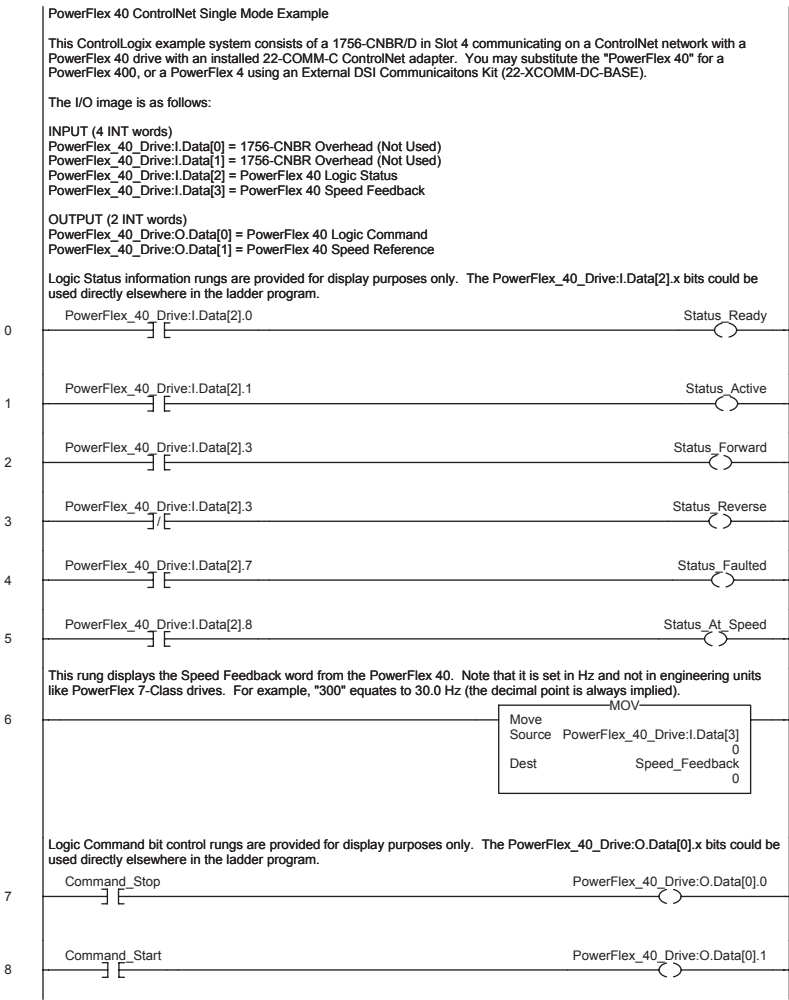 PowerFlex 40 ControlNet Single Mode Example
This ControlLogix example system consists of a 1756-CNBR/D in Slot 4 communicating on a ControlNet network with a
PowerFlex 40 drive with an installed 22-COMM-C ControlNet adapter. You may substitute the "PowerFlex 40" for a
PowerFlex 400, or a PowerFlex 4 using an External DSI Communicaitons Kit (22-XCOMM-DC-BASE).
The I/O image is as follows:
INPUT (4 INT words)
PowerFlex_40_Drive:I.Data[0] = 1756-CNBR Overhead (Not Used)
PowerFlex_40_Drive:I.Data[1] = 1756-CNBR Overhead (Not Used)
PowerFlex_40_Drive:I.Data[2] = PowerFlex 40 Logic Status
PowerFlex_40_Drive:I.Data[3] = PowerFlex 40 Speed Feedback
OUTPUT (2 INT words)
PowerFlex_40_Drive:O.Data[0] = PowerFlex 40 Logic Command
PowerFlex_40_Drive:O.Data[1] = PowerFlex 40 Speed Reference
Logic Status information rungs are provided for display purposes only. The PowerFlex_40_Drive:I.Data[2].x bits could be
used directly elsewhere in the ladder program.
PowerFlex_40_Drive:I.Data[2].0 Status_Ready
0
PowerFlex_40_Drive:I.Data[2].1 Status_Active
1
PowerFlex_40_Drive:I.Data[2].3 Status_Forward
2
PowerFlex_40_Drive:I.Data[2].3 Status_Reverse
3
PowerFlex_40_Drive:I.Data[2].7 Status_Faulted
4
PowerFlex_40_Drive:I.Data[2].8 Status_At_Speed
5
This rung displays the Speed Feedback word from the PowerFlex 40. Note that it is set in Hz and not in engineering units
like PowerFlex 7-Class drives. For example, "300" equates to 30.0 Hz (the decimal point is always implied).
MOV
6
Move
Source PowerFlex_40_Drive:I.Data[3]
0
Dest Speed_Feedback
0
Logic Command bit control rungs are provided for display purposes only. The PowerFlex_40_Drive:O.Data[0].x bits could be
used directly elsewhere in the ladder program.
Command_Stop PowerFlex_40_Drive:O.Data[0].0
7
Command_Start PowerFlex_40_Drive:O.Data[0].1
8